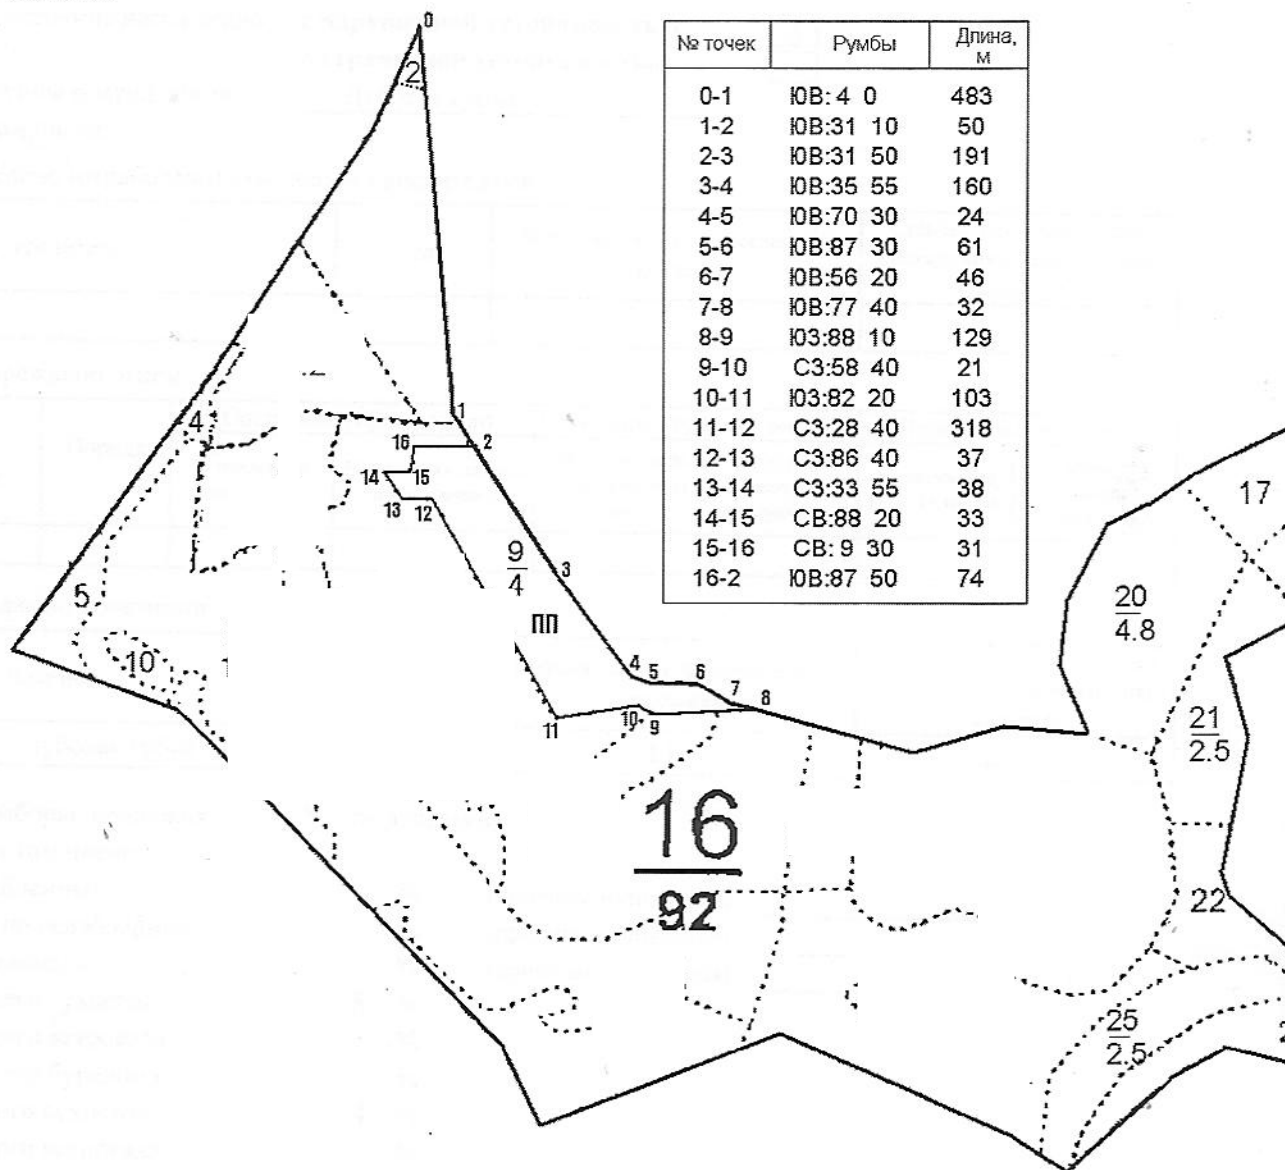 № точек Румбы Длина, м
0-1 ЮВ: 4 0 483
1-2 ЮВ:31 10 50
2-3 ЮВ:31 50 191
3-4 ЮВ:35 55 160
4-5 ЮВ:70 30 24
5-6 ЮВ:87 30 61
6-7 ЮВ:56 20 46
7-8 ЮВ:77 40 32
8-9 ЮЗ:88 10 129
9-10 СЗ:58 40 21
10-11 ЮЗ:82 20 103
11-12 СЗ:28 40 318
12-13 СЗ:86 40 37
13-14 СЗ:33 55 38
14-15 СВ:88 20 33
15-16 СВ: 9 30 31
16-2 ЮВ:87 50 74
0
2
4
1
16
2
14
15
13
12
9
4
3
ПП
5
10
4
5
6
7
8
11
10
9
16
92
17
20
4.8
21
2.5
22
25
2.5